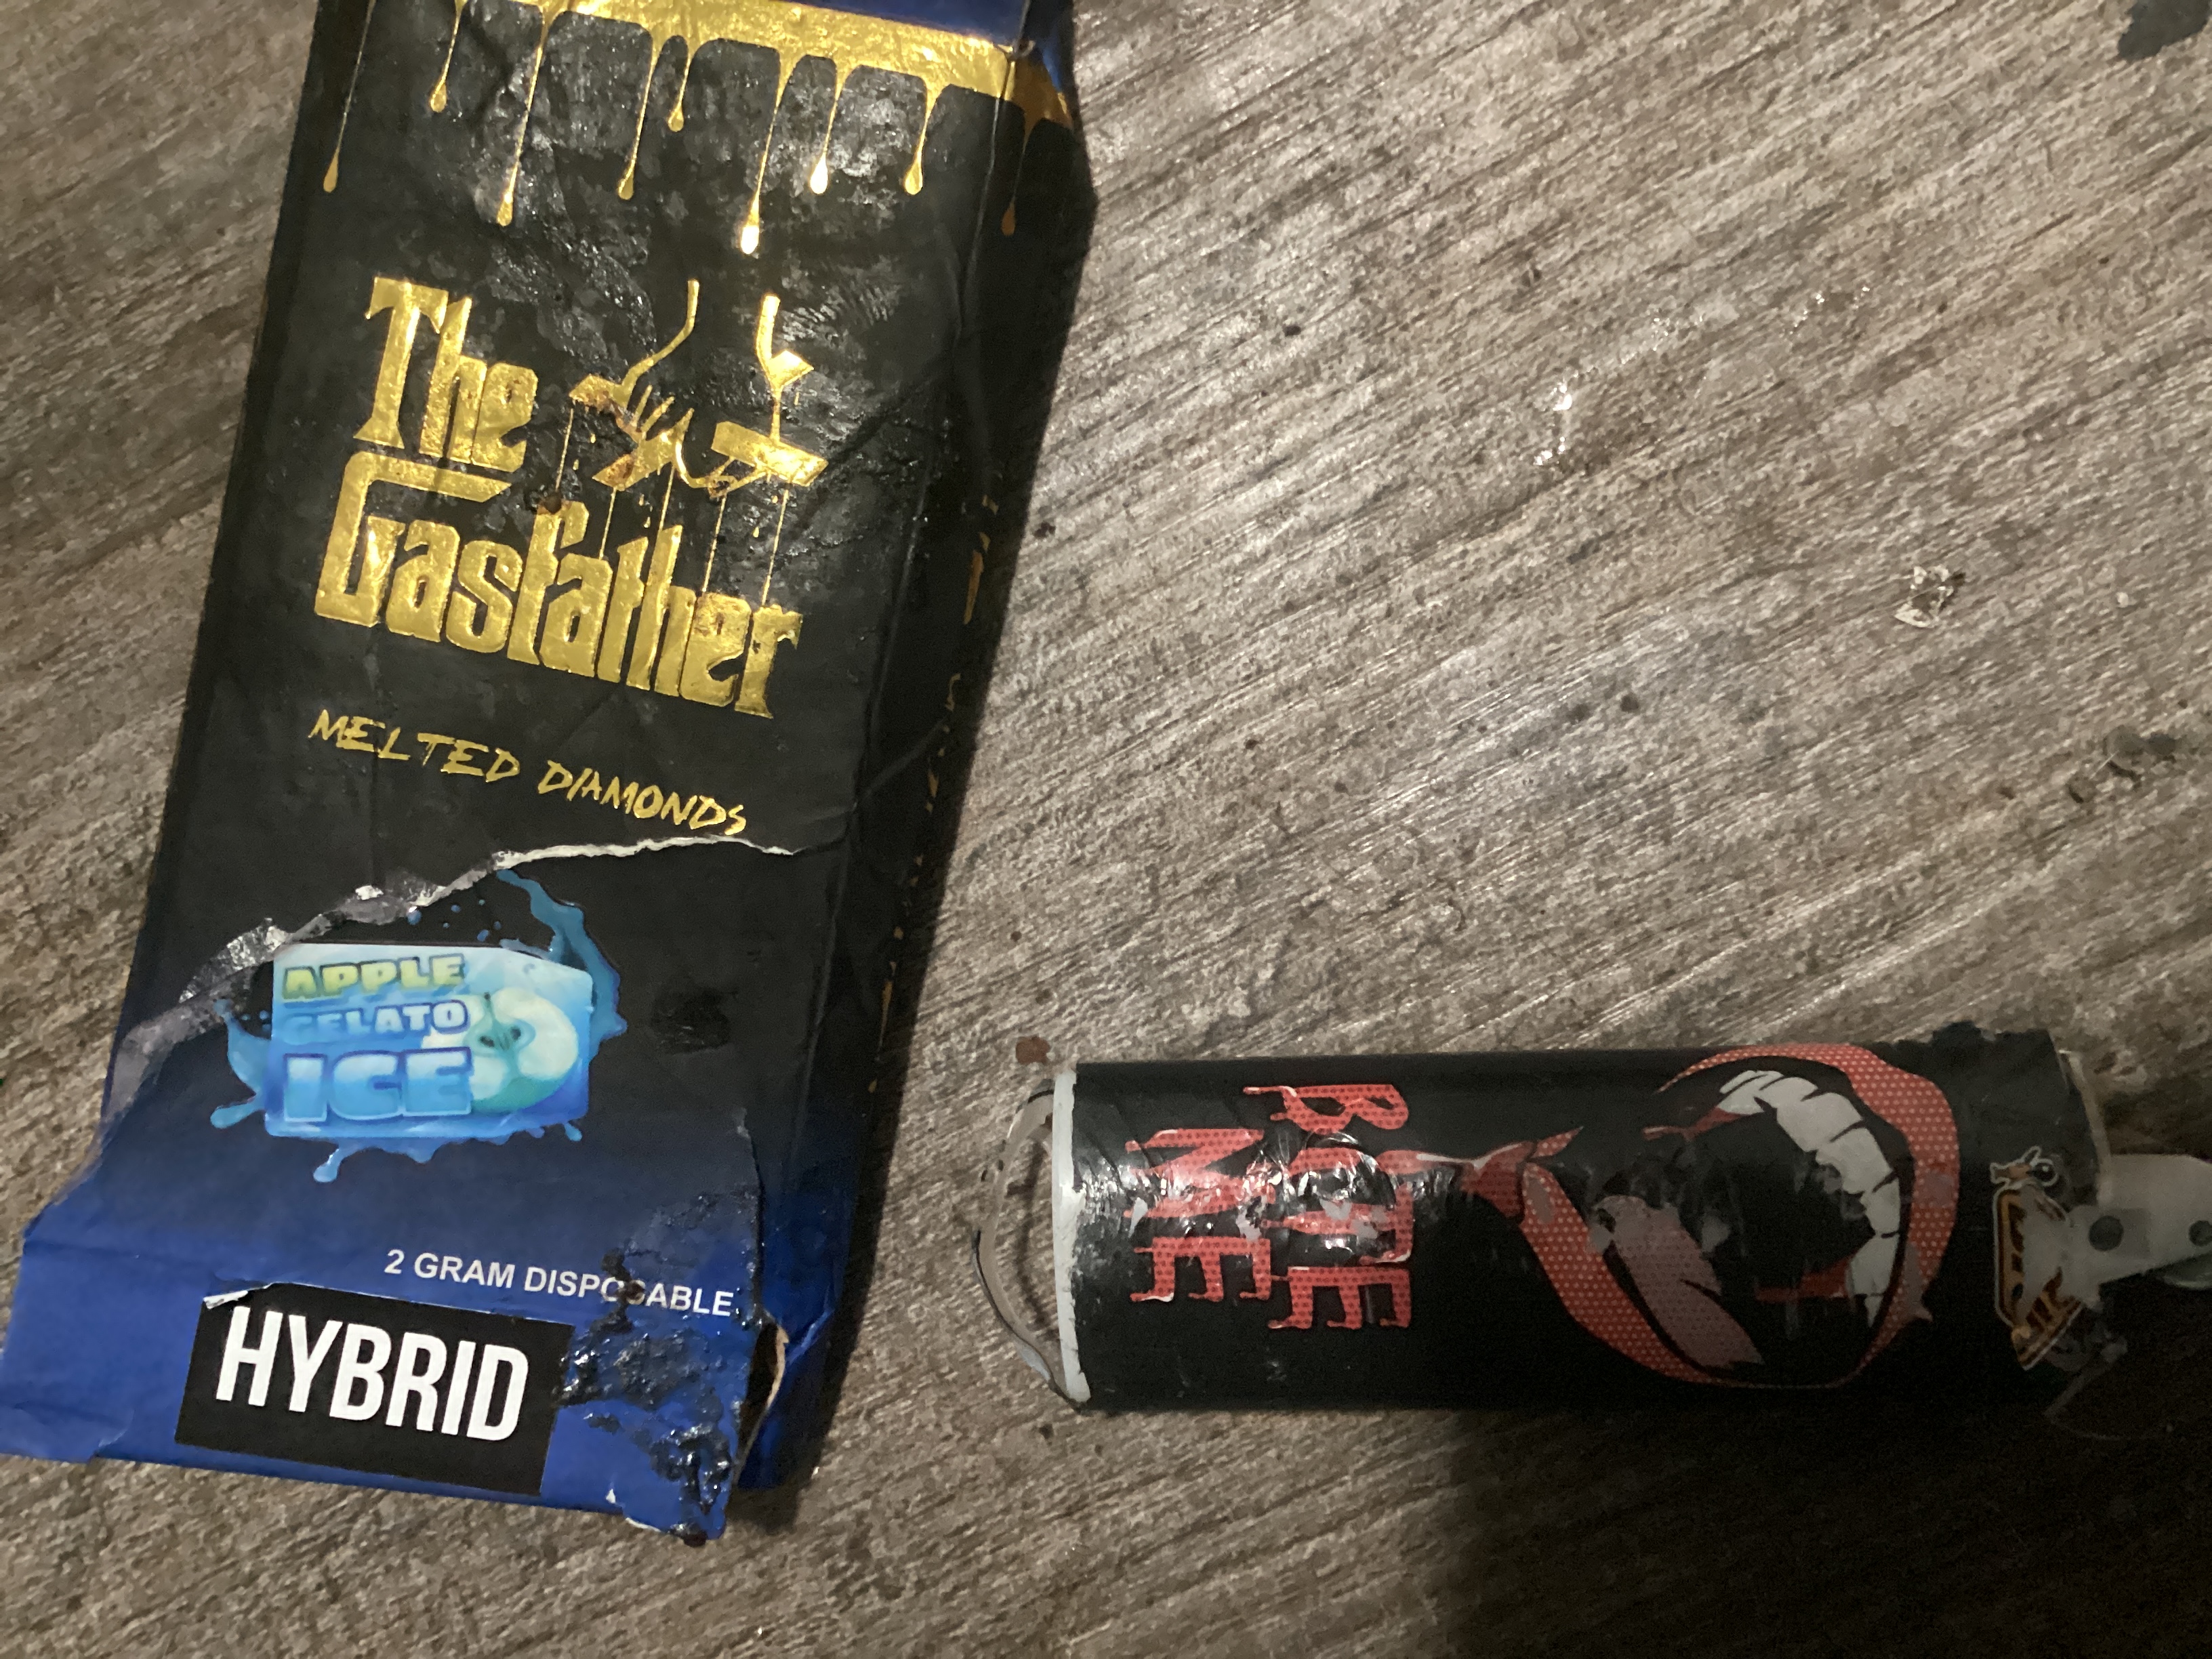 The
Gasfather
MELTED DIAMONDS
APPLE
GELATO
ICE
2 GRAM DISPOSABLE
HYBRID
BITE
ME